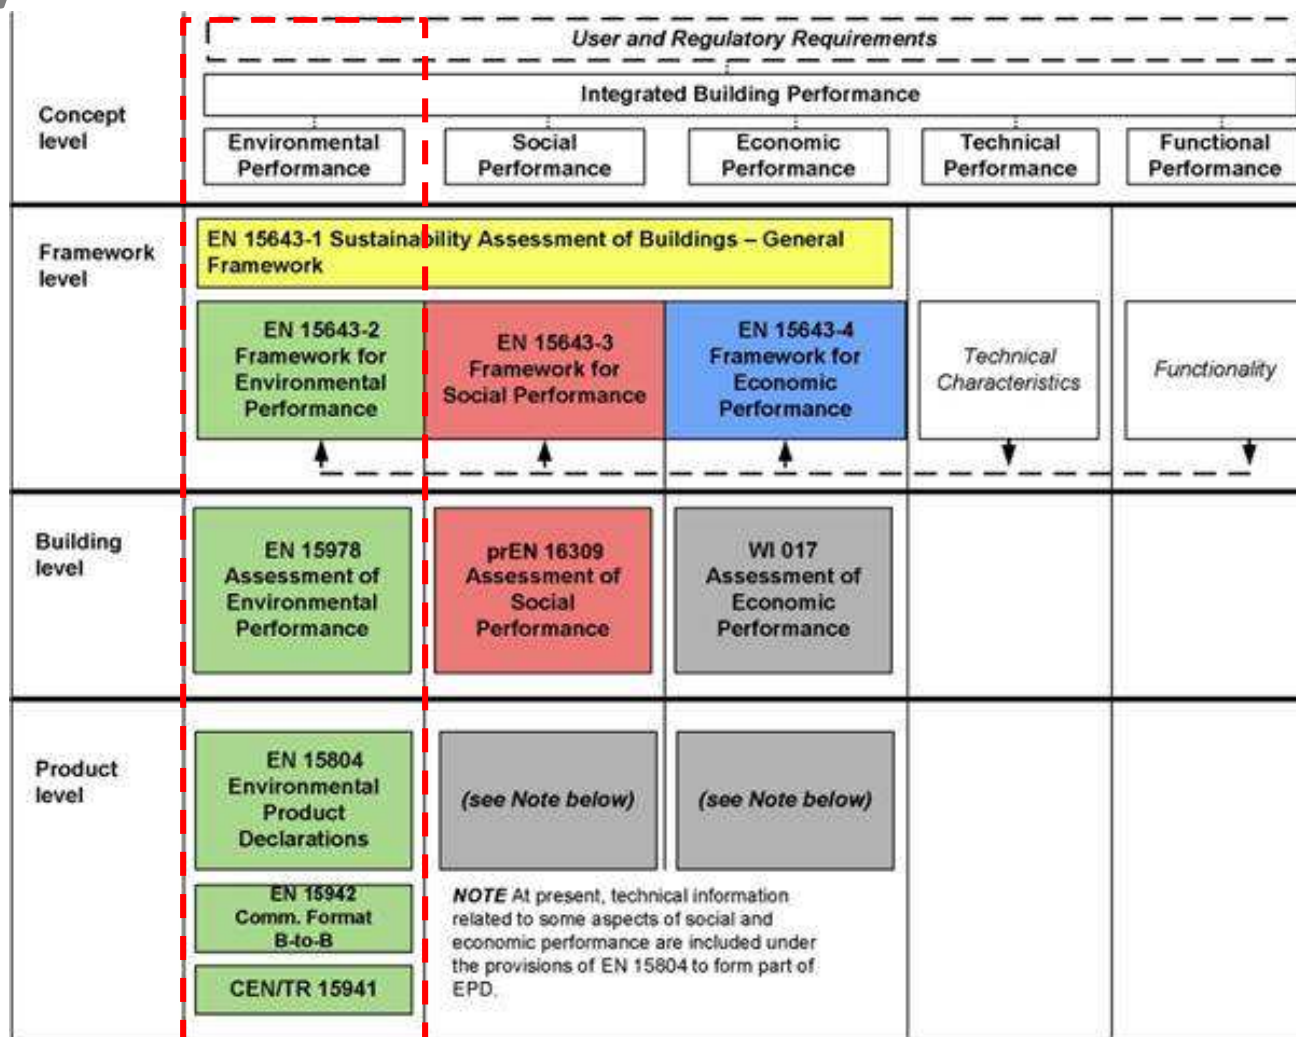 User and Regulatory Requirements
Integrated Building Performance
Concept
level
Environmental
Performance
Social
Performance
Economic
Performance
Technical
Performance
Functional
Performance
Framework
level
EN 15643-1 Sustainability Assessment of Buildings – General
Framework
EN 15643-2
Framework for
Environmental
Performance
EN 15643-3
Framework for
Social Performance
EN 15643-4
Framework for
Economic
Performance
Technical
Characteristics
Functionality
Building
level
EN 15978
Assessment of
Environmental
Performance
prEN 16309
Assessment of
Social
Performance
WI 017
Assessment of
Economic
Performance
Product
level
EN 15804
Environmental
Product
Declarations
(see Note below)
(see Note below)
EN 15942
Comm. Format
B-to-B
CEN/TR 15941
NOTE At present, technical information
related to some aspects of social and
economic performance are included under
the provisions of EN 15804 to form part of
EPD.